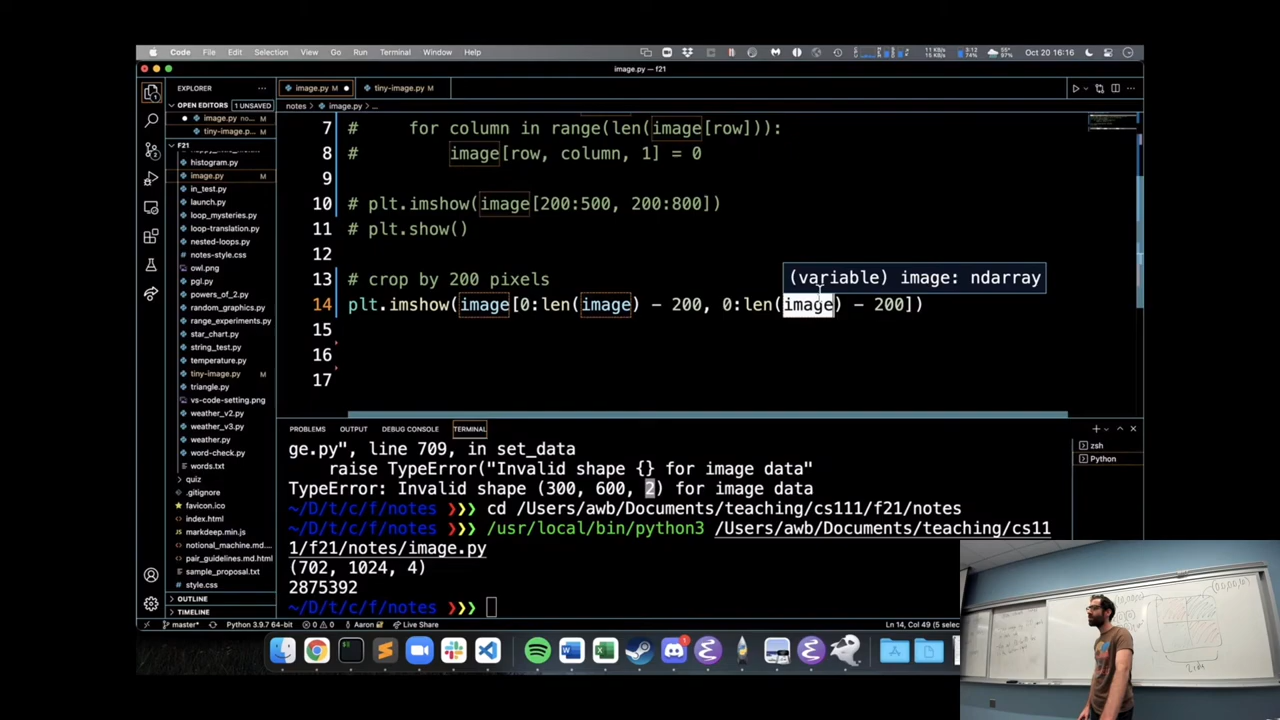 Code File Edit Selection View Go Run Terminal Window Help
Oct 20 16:16
image.py — f21
EXPLORER
image.py M
tiny-image.py M
OPEN EDITORS 1 UNSAVED
image.py no... M
tiny-image.p... M
notes > image.py > ...
F21
histogram.py
image.py M
in_test.py
launch.py
loop_mysteries.py
loop-translation.py
nested-loops.py
notes-style.css
owl.png
pgl.py
powers_of_2.py
random_graphics.py
range_experiments.py
star_chart.py
string_test.py
temperature.py
tiny-image.py M
triangle.py
vs-code-setting.png
weather_v2.py
weather_v3.py
weather.py
word-check.py
words.txt
quiz
.gitignore
favicon.ico
index.html
markdeep.min.js
notional_machine.md...
pair_guidelines.md.html
sample_proposal.txt
style.css
OUTLINE
TIMELINE
7 # for column in range(len(image[row])):
8 # image[row, column, 1] = 0
9
10 # plt.imshow(image[200:500, 200:800])
11 # plt.show()
12
13 # crop by 200 pixels
(variable) image: ndarray
14 plt.imshow(image[0:len(image) - 200, 0:len(image) - 200])
15
16
17
PROBLEMS OUTPUT DEBUG CONSOLE TERMINAL
zsh
Python
ge.py", line 709, in set_data
raise TypeError("Invalid shape {} for image data"
TypeError: Invalid shape (300, 600, 2) for image data
~/D/t/c/f/notes ❯❯❯ cd /Users/awb/Documents/teaching/cs111/f21/notes
~/D/t/c/f/notes ❯❯❯ /usr/local/bin/python3 /Users/awb/Documents/teaching/cs11
1/f21/notes/image.py
(702, 1024, 4)
2875392
~/D/t/c/f/notes ❯❯❯
master* Python 3.9.7 64-bit 0 0 Aaron Live Share
Ln 14, Col 49 (5 selec